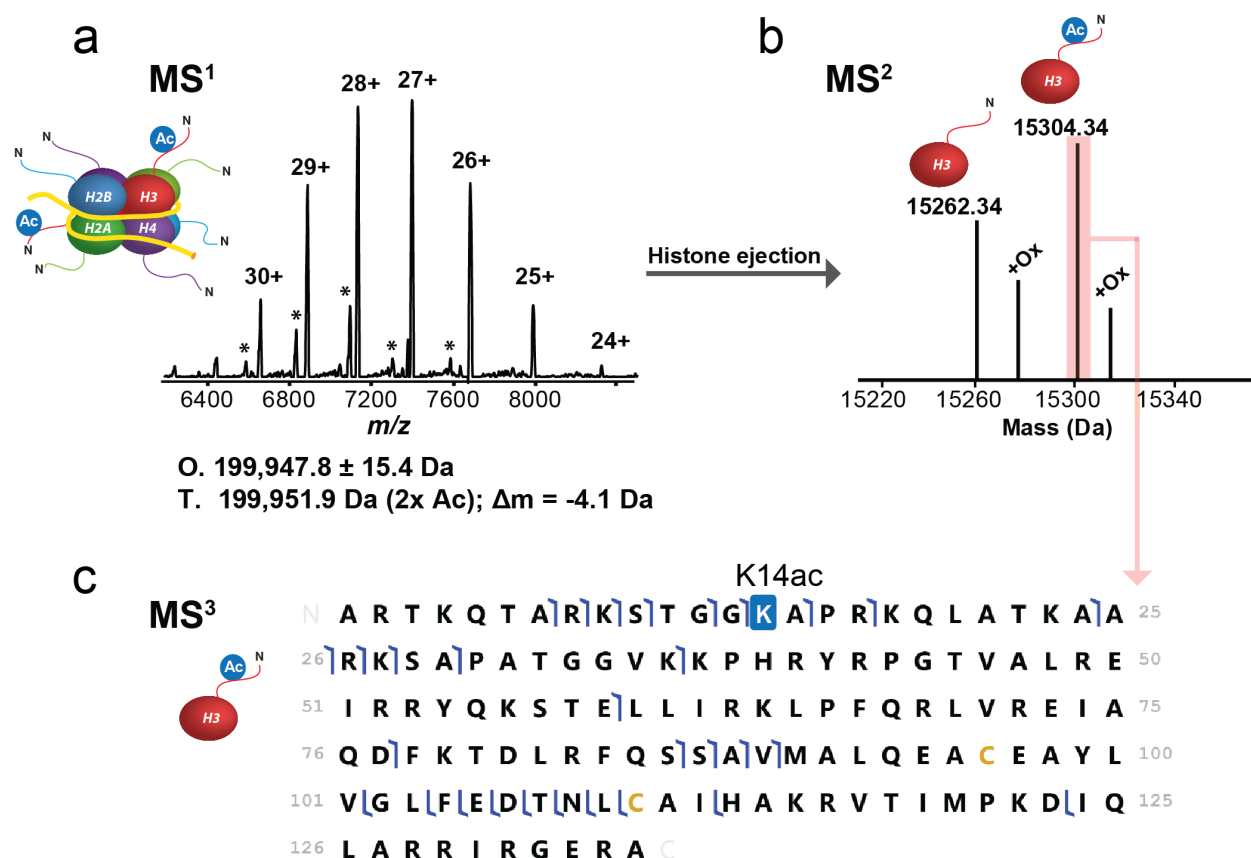 a
MS1
N
N
N
N
N
N
N
N
Ac
Ac
H2B
H3
H2A
H4
*
30+
*
29+
*
28+
*
27+
*
26+
25+
24+
6400 6800 7200 7600 8000
m/z
O. 199,947.8 ± 15.4 Da
T. 199,951.9 Da (2x Ac); Δm = -4.1 Da
Histone ejection
b
MS2
Ac
N
H3
15304.34
N
H3
15262.34
+Ox
+Ox
15220 15260 15300 15340
Mass (Da)
c
MS3
Ac
N
H3
K14ac
N A R T K Q T A R K S T G G K A P R K Q L A T K A A 25
26 R K S A P A T G G V K K P H R Y R P G T V A L R E 50
51 I R R Y Q K S T E L L I R K L P F Q R L V R E I A 75
76 Q D F K T D L R F Q S S A V M A L Q E A C E A Y L 100
101 V G L F E D T N L C A I H A K R V T I M P K D I Q 125
126 L A R R I R G E R A C